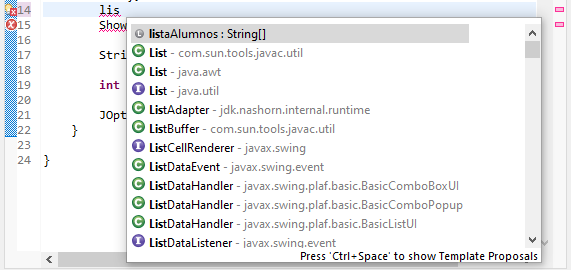 14 lis
15 Show
listaAlumnos : String[]
List - com.sun.tools.javac.util
17 Stri
List - java.awt
List - java.util
19 int
ListAdapter - jdk.nashorn.internal.runtime
21 JOpt
ListBuffer - com.sun.tools.javac.util
22 }
ListCellRenderer - javax.swing
23
ListDataEvent - javax.swing.event
24 }
ListDataHandler - javax.swing.plaf.basic.BasicComboBoxUI
ListDataHandler - javax.swing.plaf.basic.BasicComboPopup
ListDataHandler - javax.swing.plaf.basic.BasicListUI
ListDataListener - javax.swing.event
Press 'Ctrl+Space' to show Template Proposals